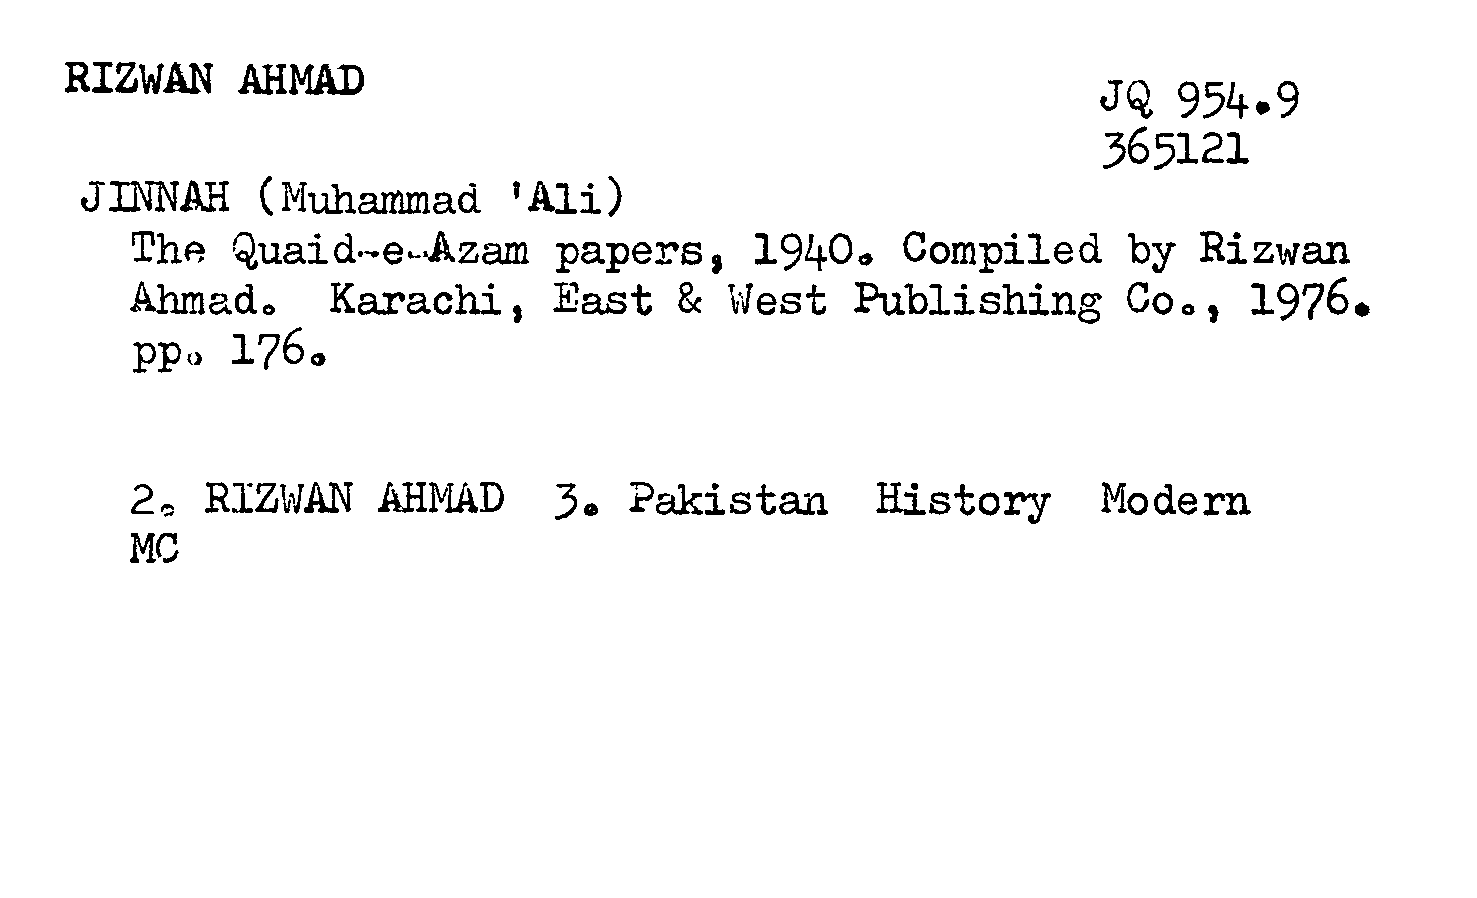 RIZWAN AHMAD
JQ 954.9
365121
JINNAH (Muhammad 'Ali)
The Quaid-e-Azam papers, 1940. Compiled by Rizwan
Ahmad. Karachi, East & West Publishing Co., 1976.
pp. 176.
2. RIZWAN AHMAD 3. Pakistan History Modern
MC